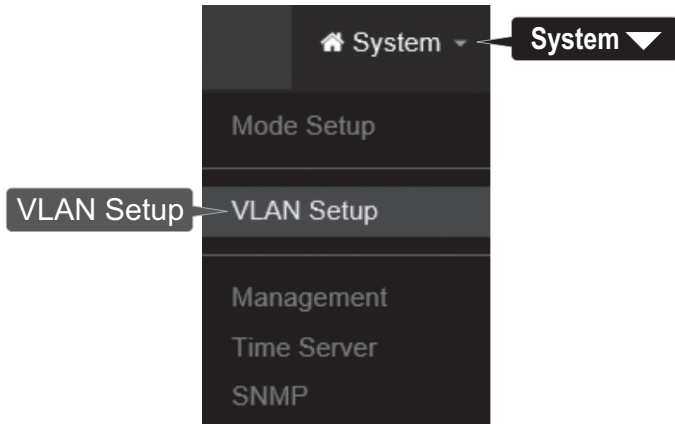 System
System
Mode Setup
VLAN Setup
VLAN Setup
Management
Time Server
SNMP